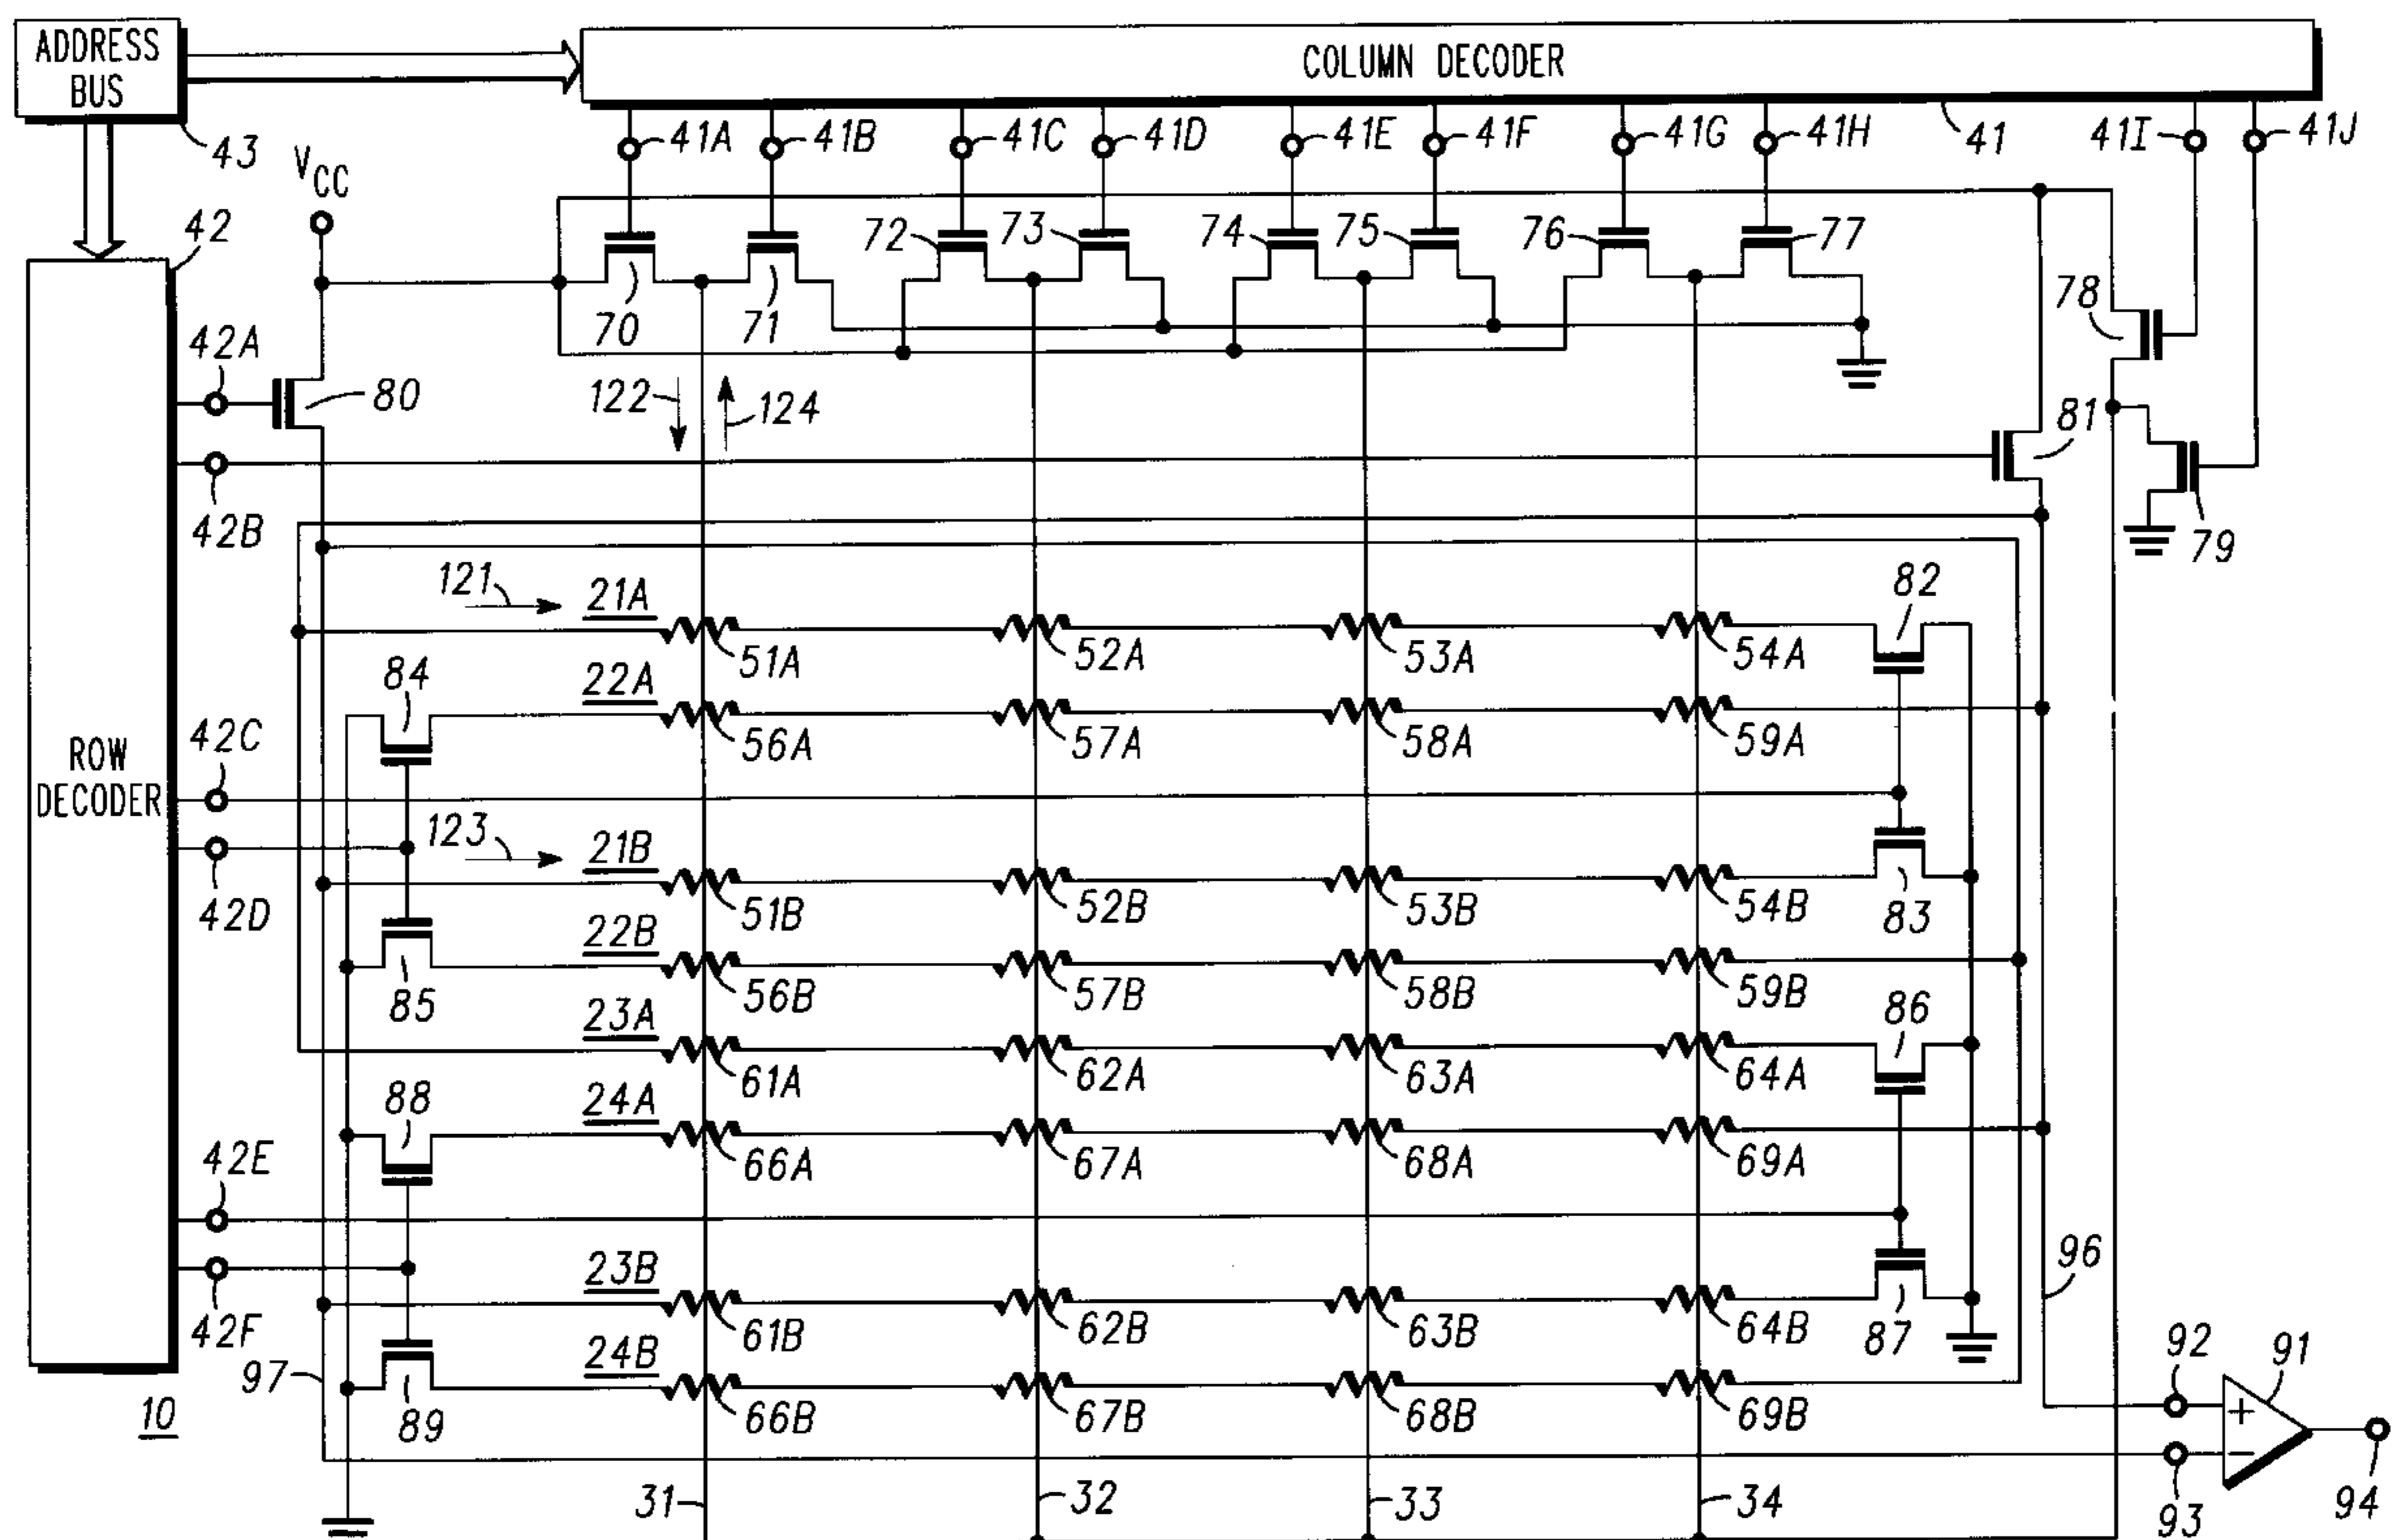 ADDRESS
BUS
COLUMN DECODER
43
41A
41B
41C
41D
41E
41F
41G
41H
41
41I
41J
VCC
42
70
71
72
73
74
75
76
77
78
42A
80
122
124
81
42B
79
121
21A
51A
52A
53A
54A
82
84
22A
56A
57A
58A
59A
42C
ROW
DECODER
123
21B
51B
52B
53B
54B
83
42D
22B
85
56B
57B
58B
59B
23A
86
61A
62A
63A
64A
88
24A
66A
67A
68A
69A
42E
96
23B
42F
61B
62B
63B
64B
87
97
24B
92
91
10
89
66B
67B
68B
69B
+
−
31
32
33
34
93
94